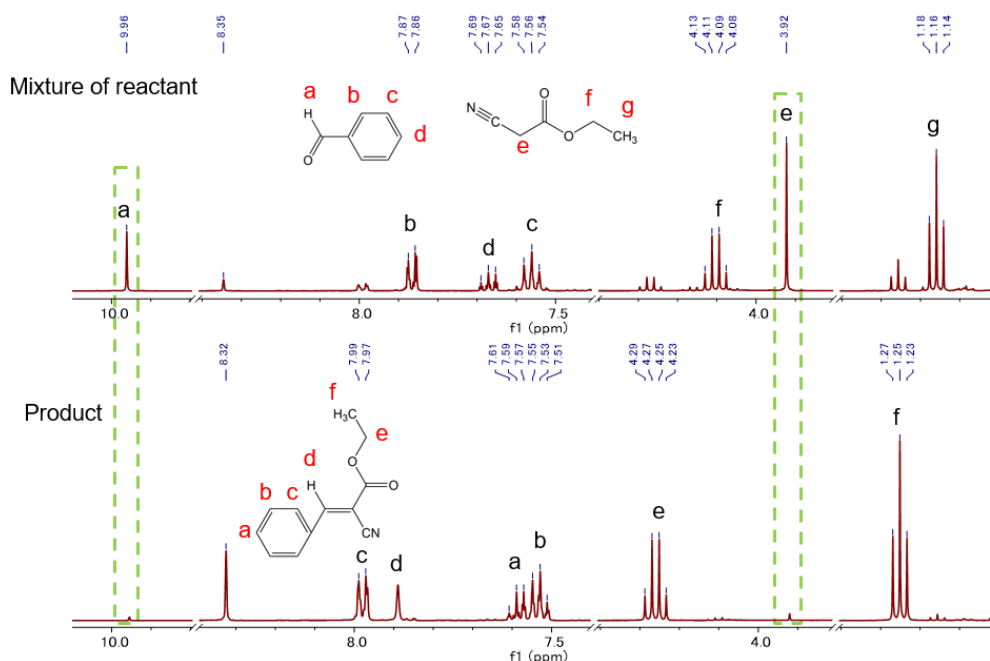 9.96 8.35 7.87 7.86 7.69 7.67 7.65 7.58 7.56 7.54 4.13 4.11 4.09 4.08 3.92 1.18 1.16 1.14
Mixture of reactant
a b c d
H
O
N
O
O
CH3
e f g
a b d c f e g
10.0 8.0 7.5 4.0
f1 (ppm)
8.32 7.99 7.97 7.61 7.59 7.57 7.55 7.53 7.51 4.29 4.27 4.25 4.23 1.27 1.25 1.23
Product
f
H3C
e
d
O
H
O
b c
a
CN
c d a b e f
10.0 8.0 7.5 4.0
f1 (ppm)